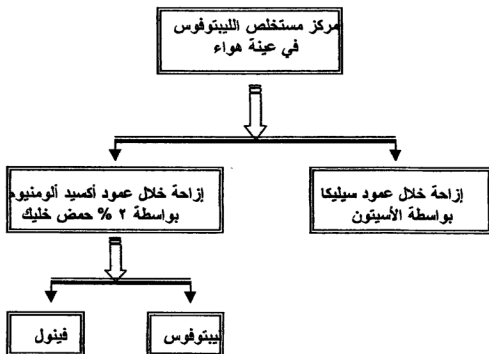 مركز مستخلص الليبتوفوس
في عينة هواء
إزاحة خلال عمود أكسيد ألومنيوم
بواسطة ٢ % حمض خليك
إزاحة خلال عمود سيليكا
بواسطة الأسيتون
فينول
ليبتوفوس